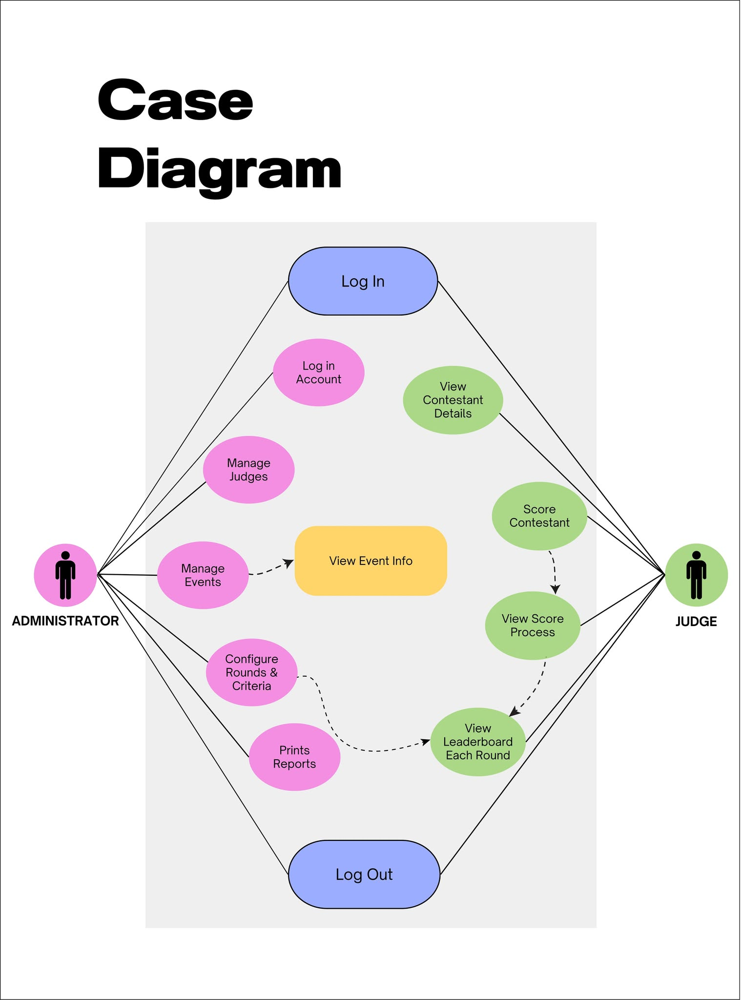 Case
Diagram
Log In
Log in
Account
View
Contestant
Details
Manage
Judges
Score
Contestant
View Event Info
Manage
Events
ADMINISTRATOR
JUDGE
View Score
Process
Configure
Rounds &
Criteria
View
Leaderboard
Each Round
Prints
Reports
Log Out